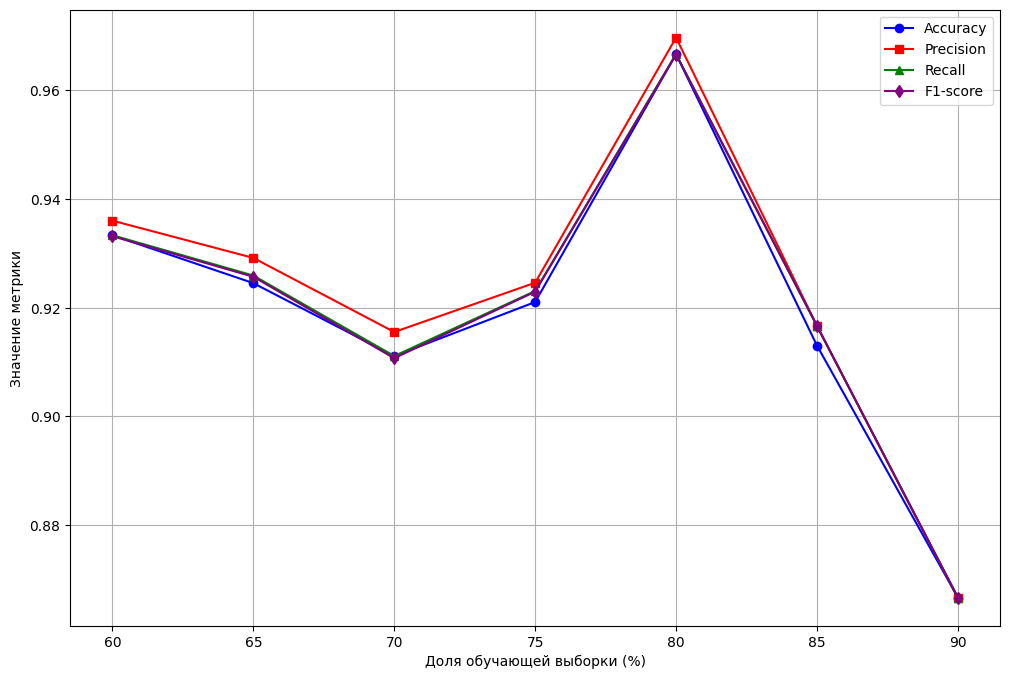 Accuracy
Precision
Recall
F1-score
0.96
0.94
0.92
0.90
0.88
Значение метрики
60 65 70 75 80 85 90
Доля обучающей выборки (%)